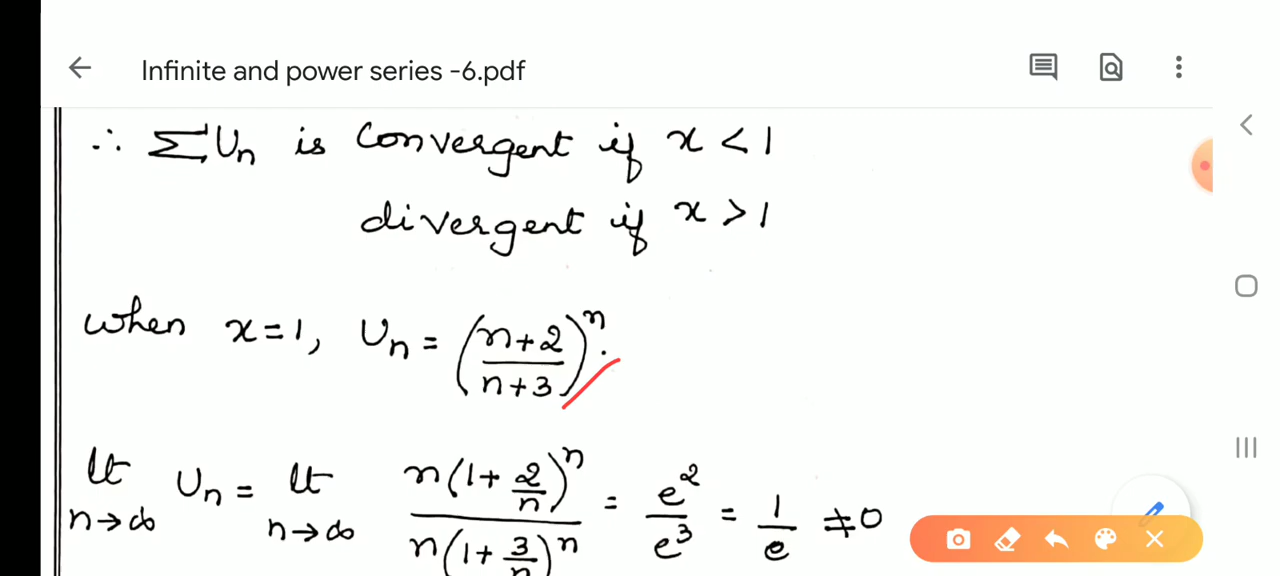 Infinite and power series -6.pdf
∴ ΣUn is convergent if x < 1
divergent if x > 1
when x=1, Un = (n+2/n+3)^n.
lt n→∞ Un = lt n→∞ n(1+2/n)^n / n(1+3/n)^n = e^2/e^3 = 1/e ≠0